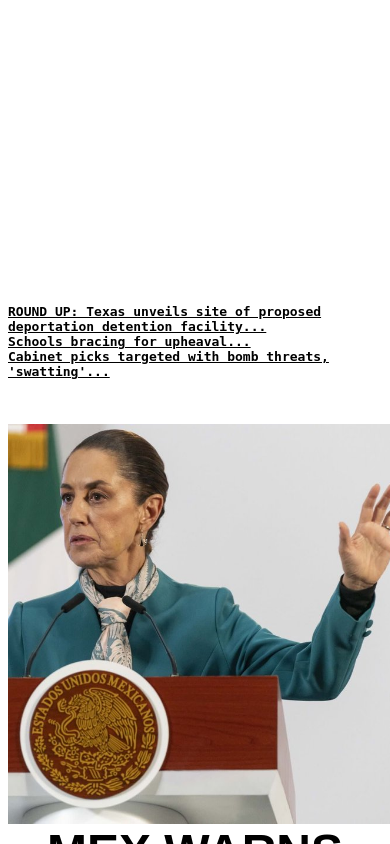 ROUND UP: Texas unveils site of proposed
deportation detention facility...
Schools bracing for upheaval...
Cabinet picks targeted with bomb threats,
'swatting'...
ESTADOS UNIDOS MEXICANOS
MEX WARNS